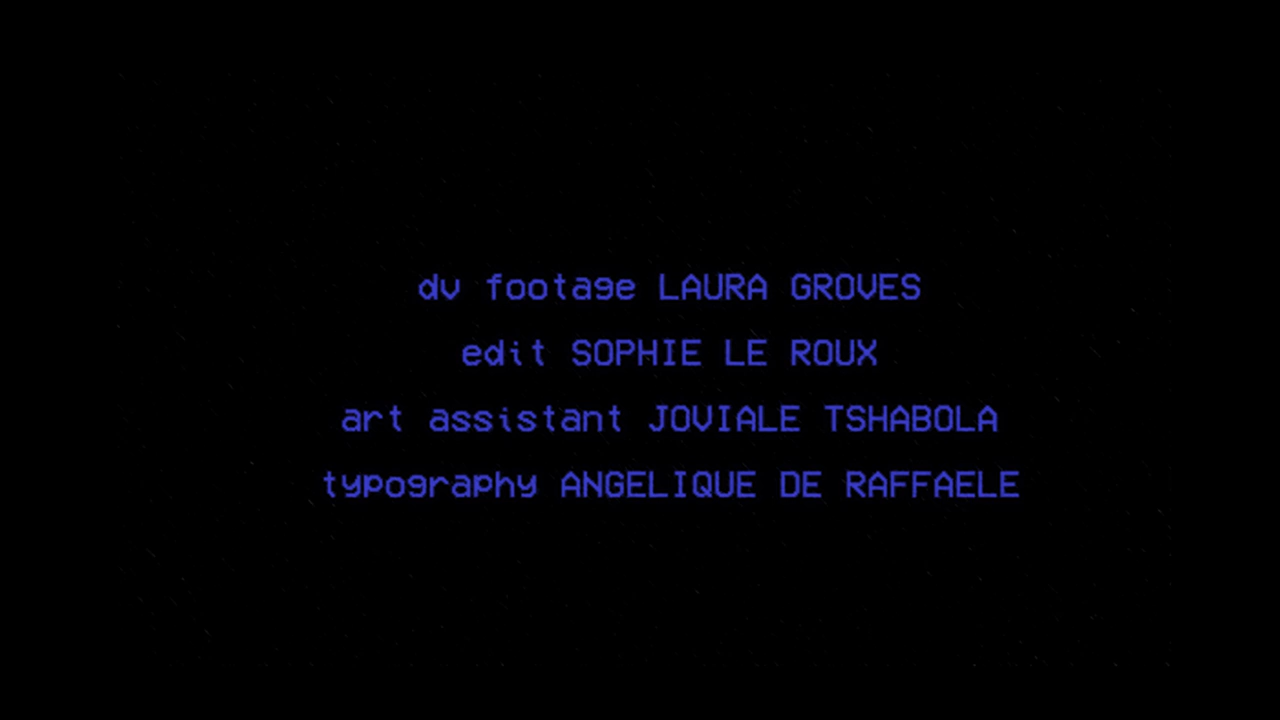 dv footage LAURA GROVES
edit SOPHIE LE ROUX
art assistant JOVIALE TSHABOLA
typography ANGELIQUE DE RAFFAELE